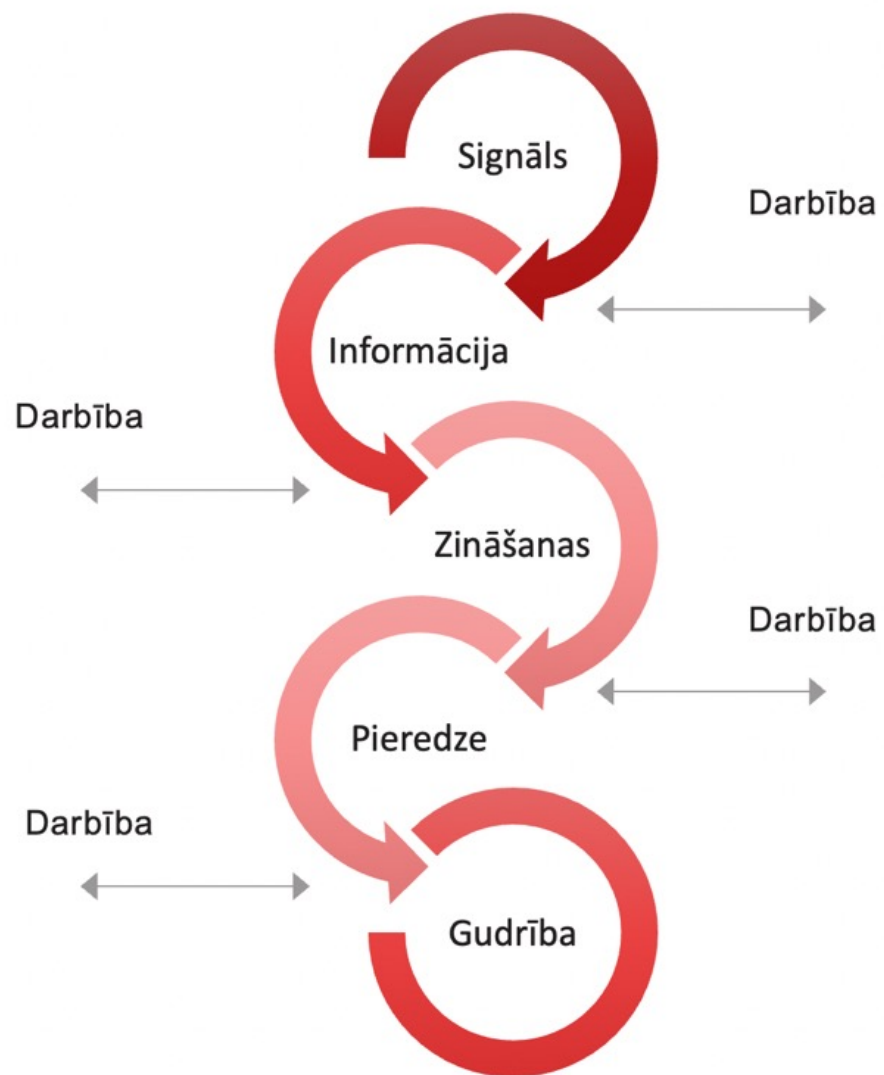 Signāls
Darbība
Informācija
Darbība
Zināšanas
Darbība
Pieredze
Darbība
Gudrība